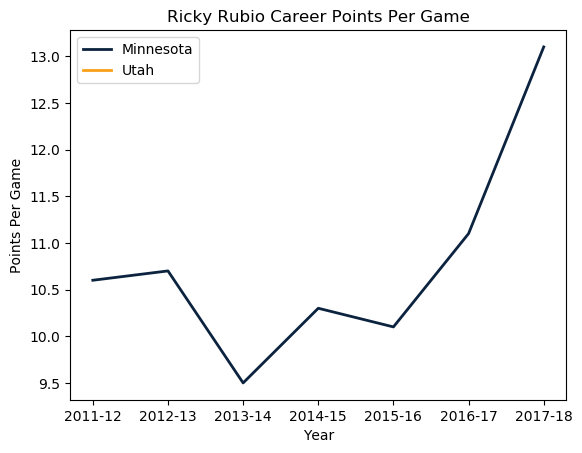 Ricky Rubio Career Points Per Game
Minnesota
Utah
Points Per Game
13.0
12.5
12.0
11.5
11.0
10.5
10.0
9.5
2011-12 2012-13 2013-14 2014-15 2015-16 2016-17 2017-18
Year